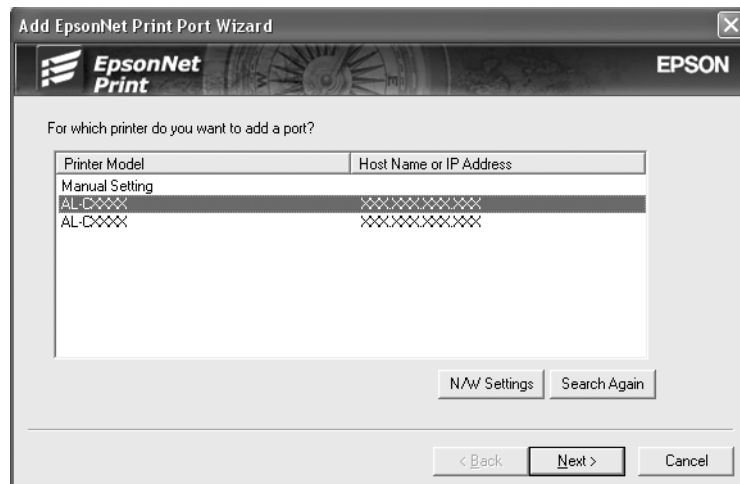 Add EpsonNet Print Port Wizard
EpsonNet
Print
EPSON
For which printer do you want to add a port?
Printer Model Host Name or IP Address
Manual Setting
AL-CXXXX XXX.XXX.XXX.XXX
AL-CXXXX XXX.XXX.XXX.XXX
N/W Settings Search Again
< Back Next > Cancel